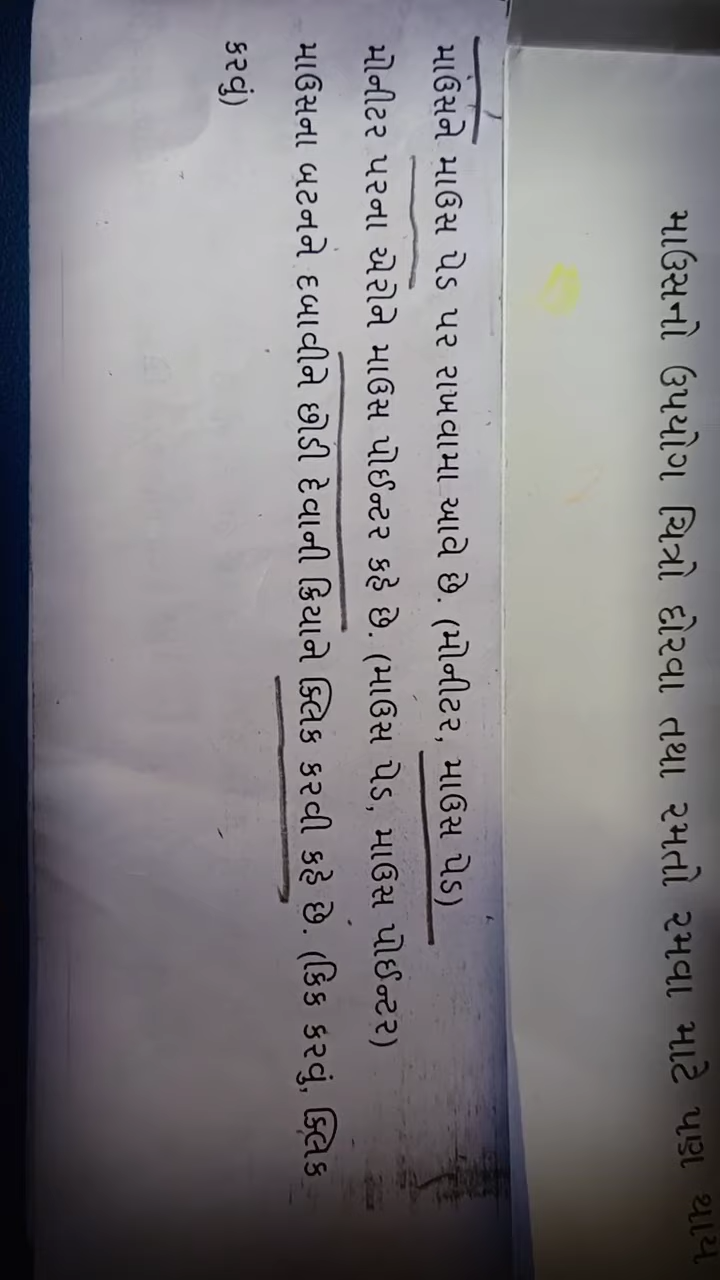 માઉસનો ઉપયોગ ચિત્રો દોરવા તથા રમતો રમવા માટે પણ થાય
માઉસને માઉસ પેડ પર રાખવામા આવે છે. (મોનીટર, માઉસ પેડ)
મોનીટર પરના એરોને માઉસ પોઈન્ટર કહે છે. (માઉસ પેડ, માઉસ પોઈન્ટર)
માઉસના બટનને દબાવીને છોડી દેવાની ક્રિયાને ક્લિક કરવી કહે છે. (કિક કરવું, ક્લિક
કરવું)